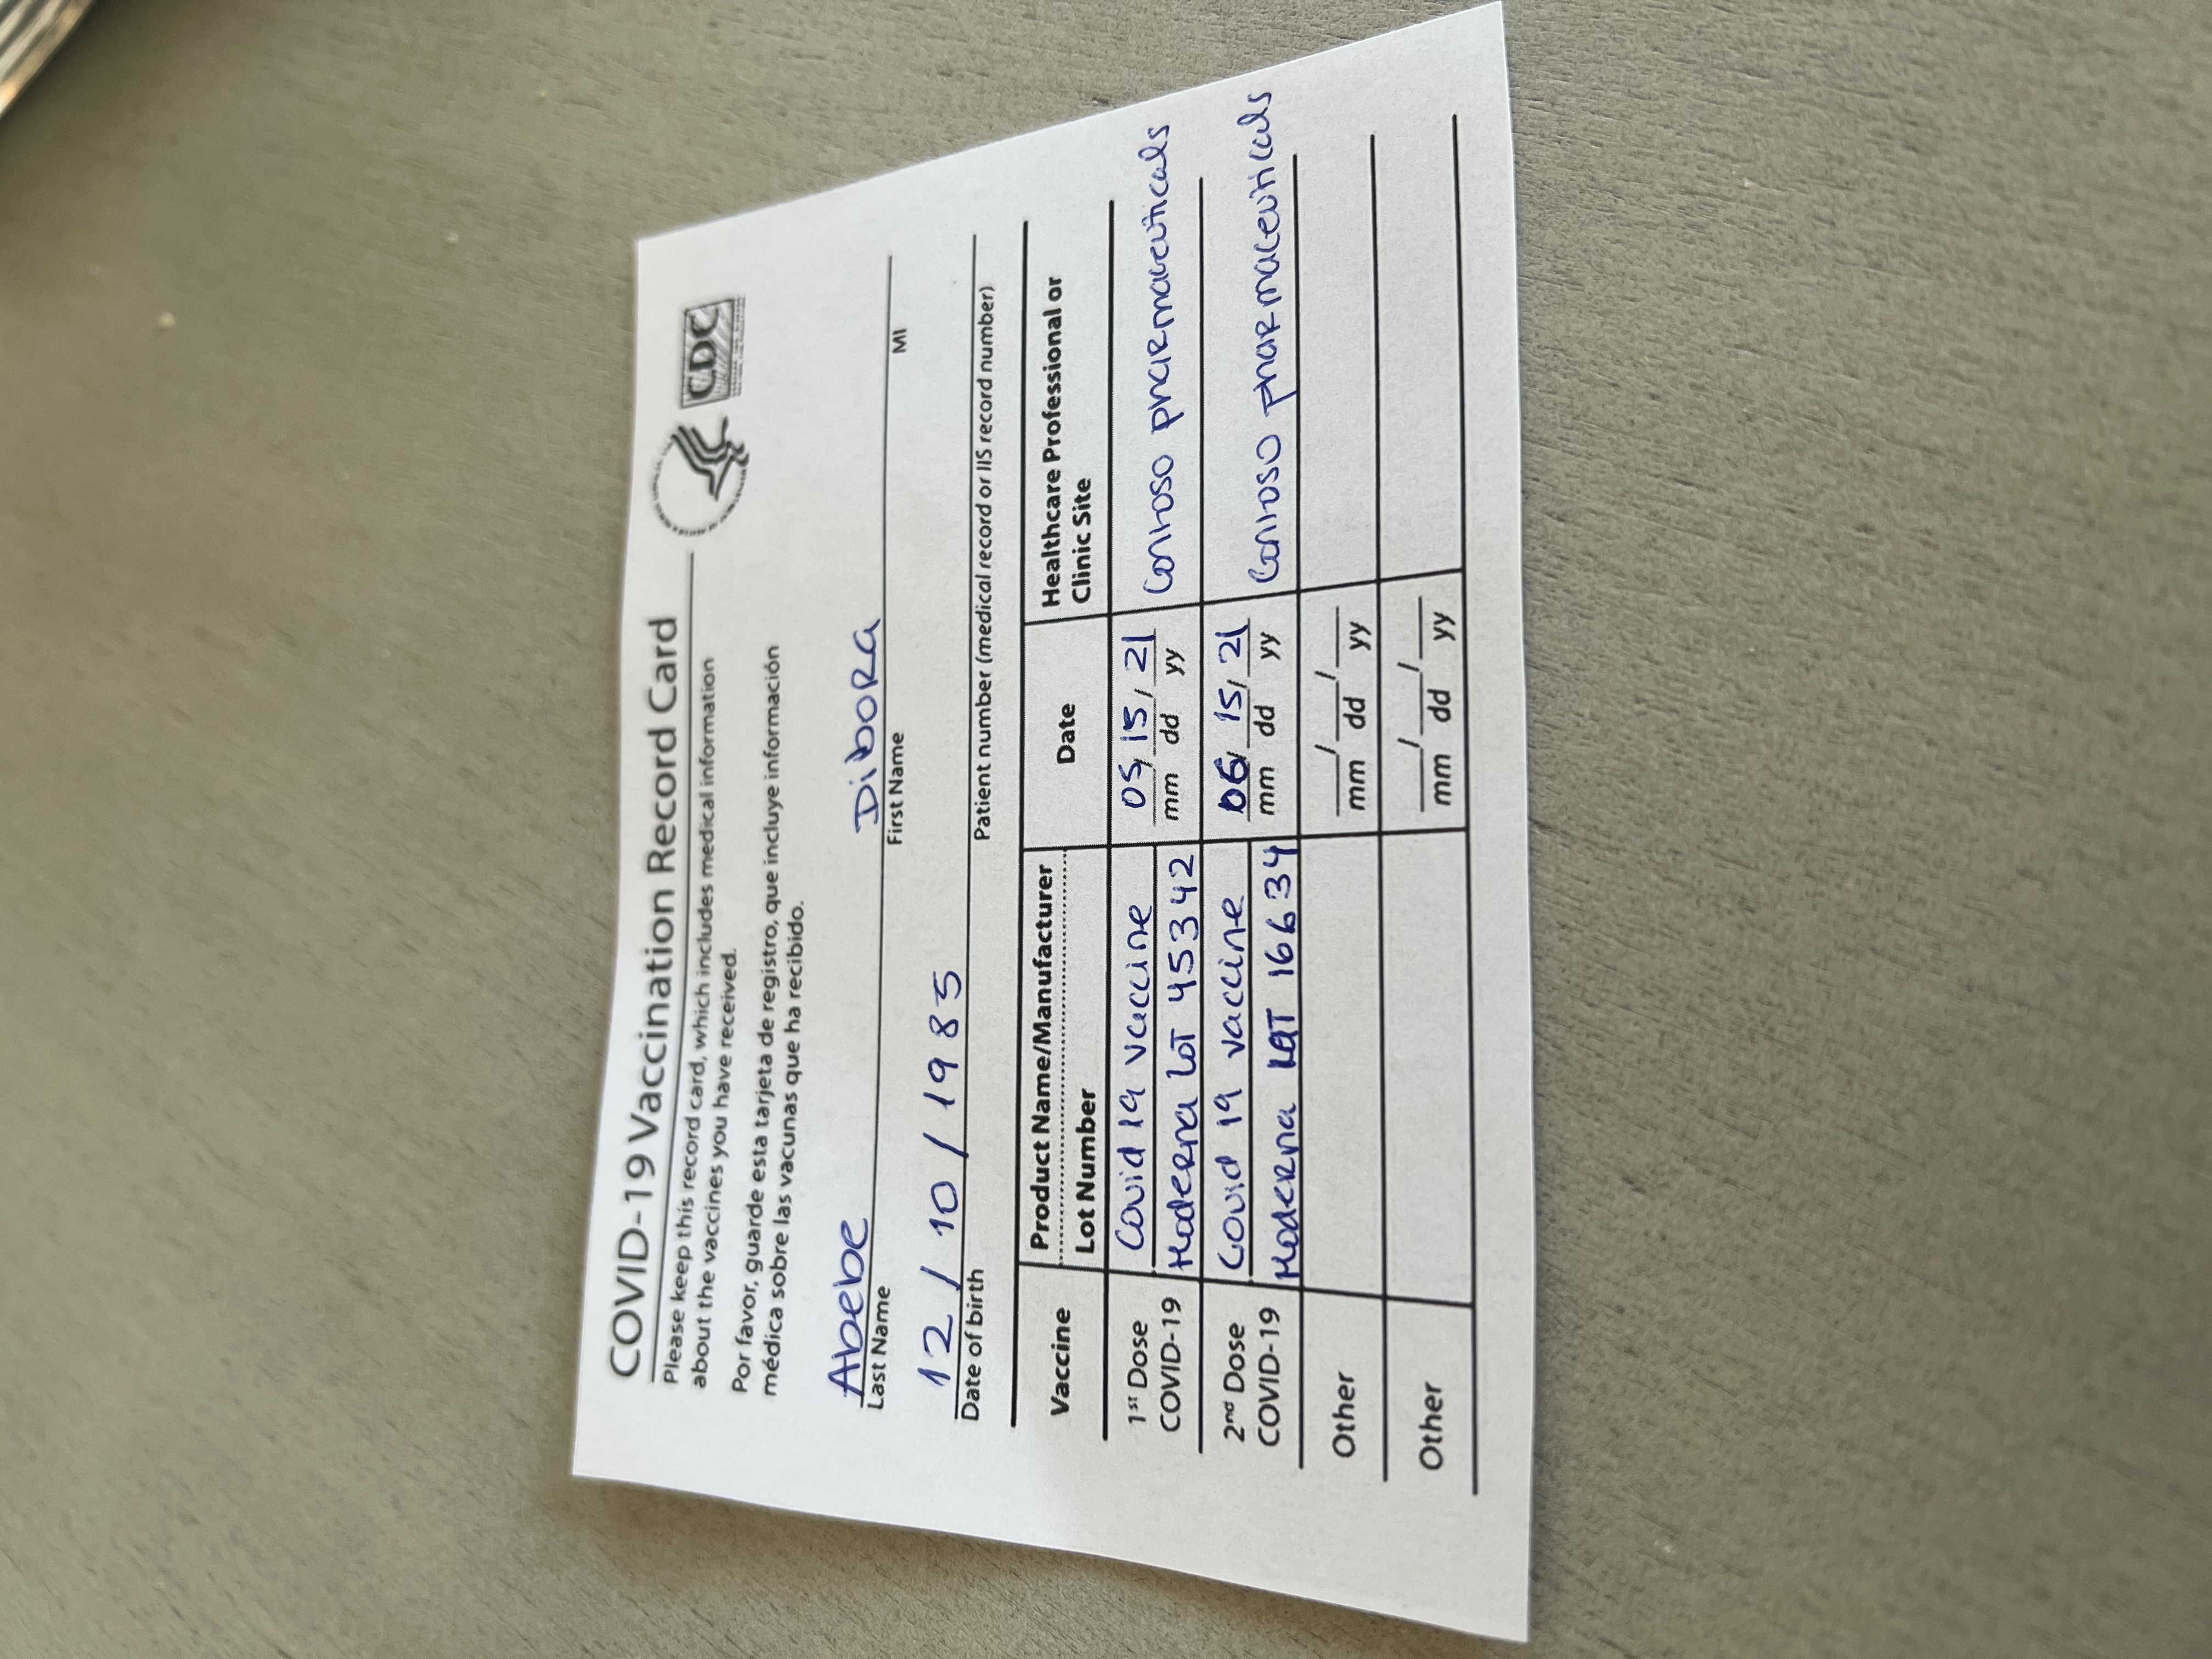 COVID-19 Vaccination Record Card
Please keep this record card, which includes medical information
about the vaccines you have received.
CDC
Por favor, guarde esta tarjeta de registro, que incluye información
médica sobre las vacunas que ha recibido.
Abebe Dibora
Last Name First Name MI
12 / 10 / 1985
Date of birth Patient number (medical record or IIS record number)
Vaccine Product Name/Manufacturer Date Healthcare Professional or
Lot Number Clinic Site
1st Dose Covid 19 vaccine 05/15/21 Contoso pharmaceuticals
COVID-19 Moderna LOT 45342 mm dd yy
2nd Dose Covid 19 vaccine 06/15/21 Contoso pharmaceuticals
COVID-19 Moderna LOT 16634 mm dd yy
Other ___/___/___
mm dd yy
Other ___/___/___
mm dd yy